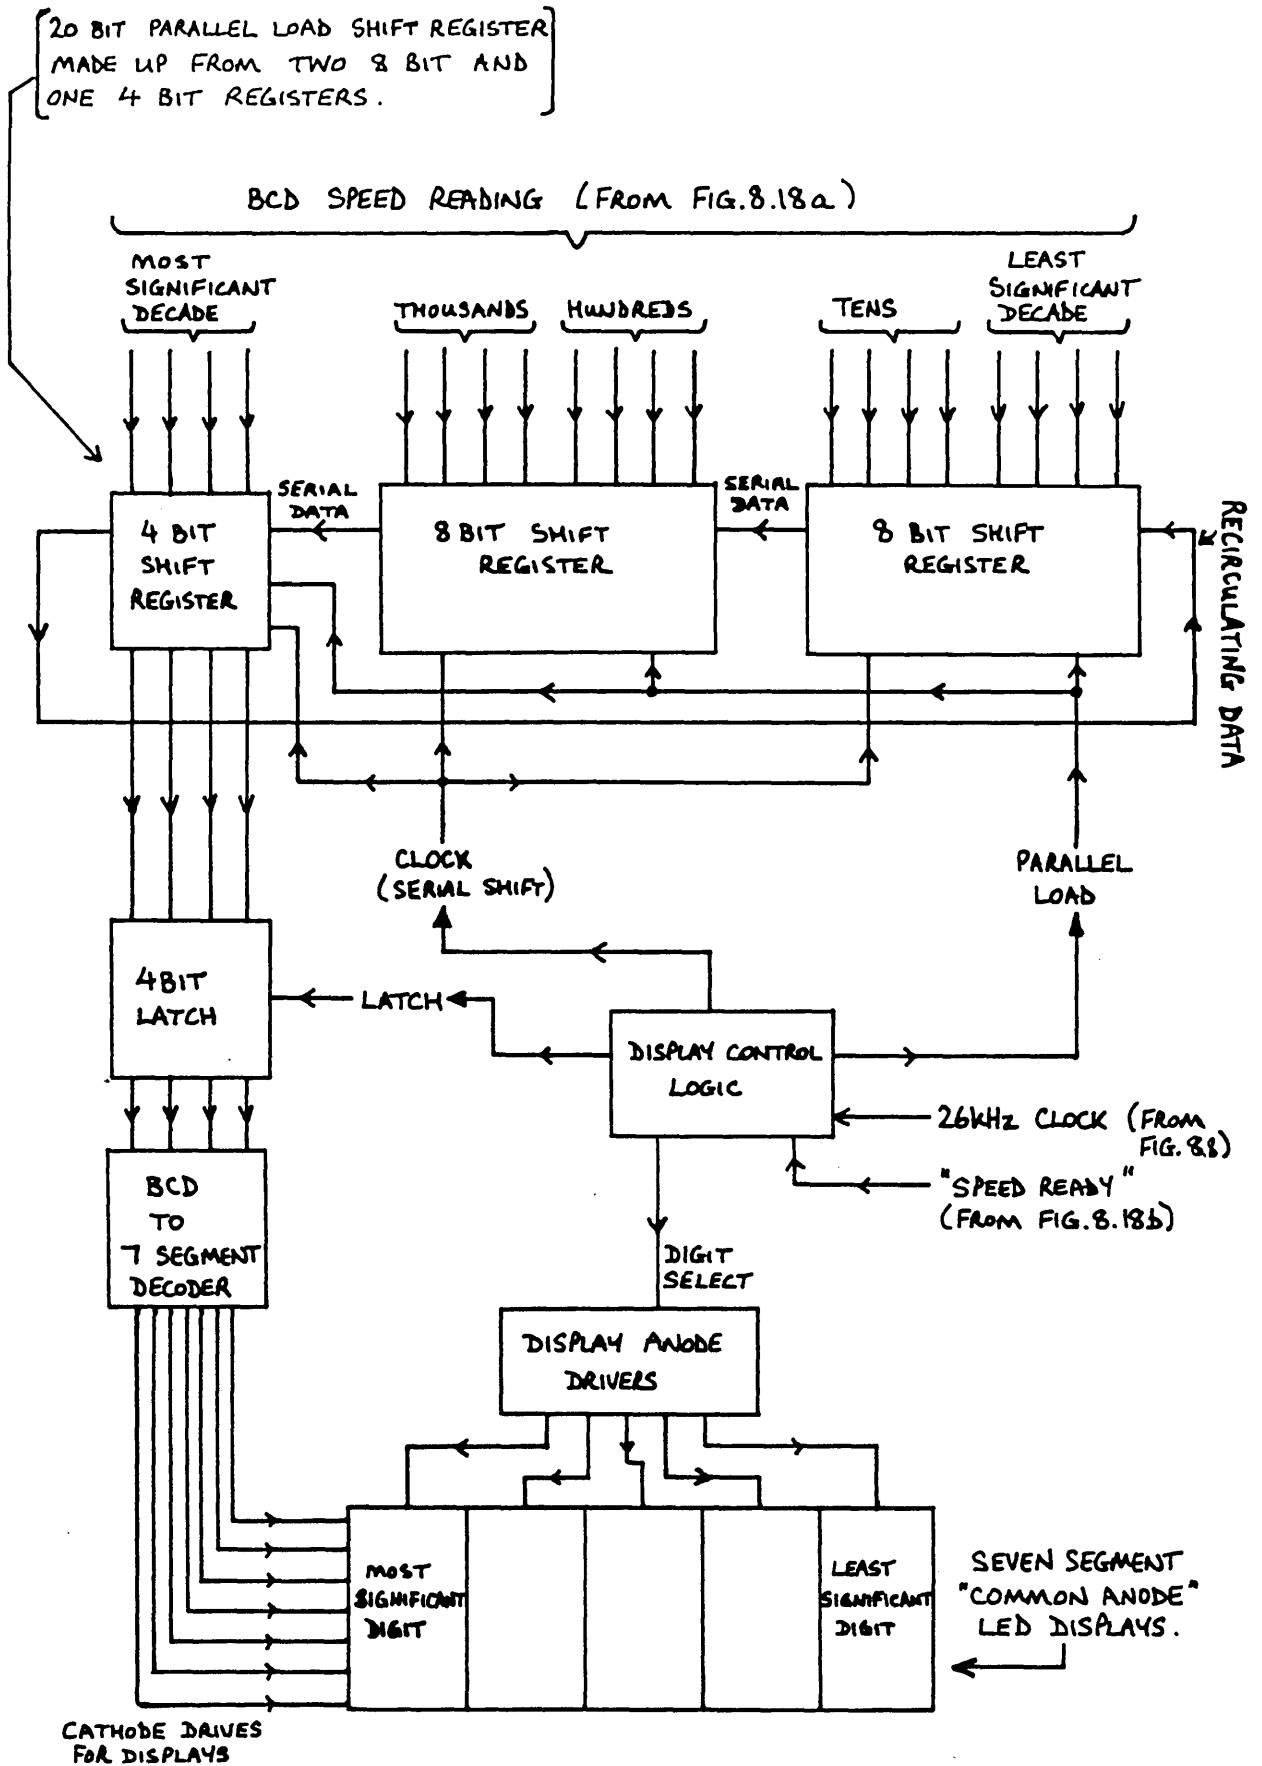 20 BIT PARALLEL LOAD SHIFT REGISTER
MADE UP FROM TWO 8 BIT AND
ONE 4 BIT REGISTERS.
BCD SPEED READING (FROM FIG.8.18a)
MOST
SIGNIFICANT
DECADE
THOUSANDS
HUNDREDS
TENS
LEAST
SIGNIFICANT
DECADE
4 BIT
SHIFT
REGISTER
SERIAL
DATA
8 BIT SHIFT
REGISTER
SERIAL
DATA
8 BIT SHIFT
REGISTER
RECIRCULATING DATA
CLOCK
(SERIAL SHIFT)
PARALLEL
LOAD
4 BIT
LATCH
LATCH
DISPLAY CONTROL
LOGIC
26kHz CLOCK (FROM
FIG. 8.8)
"SPEED READY"
(FROM FIG.8.18b)
BCD
TO
7 SEGMENT
DECODER
DIGIT
SELECT
DISPLAY ANODE
DRIVERS
MOST
SIGNIFICANT
DIGIT
LEAST
SIGNIFICANT
DIGIT
SEVEN SEGMENT
"COMMON ANODE"
LED DISPLAYS.
CATHODE DRIVES
FOR DISPLAYS